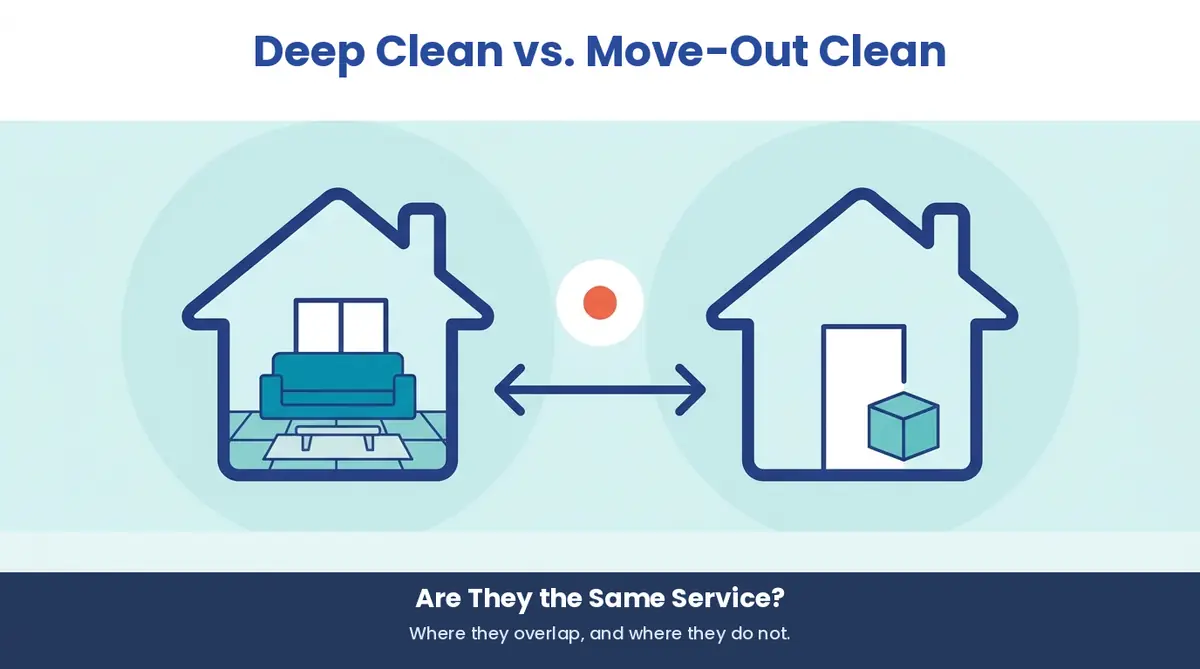 Deep Clean vs. Move-Out Clean
Are They the Same Service?
Where they overlap, and where they do not.